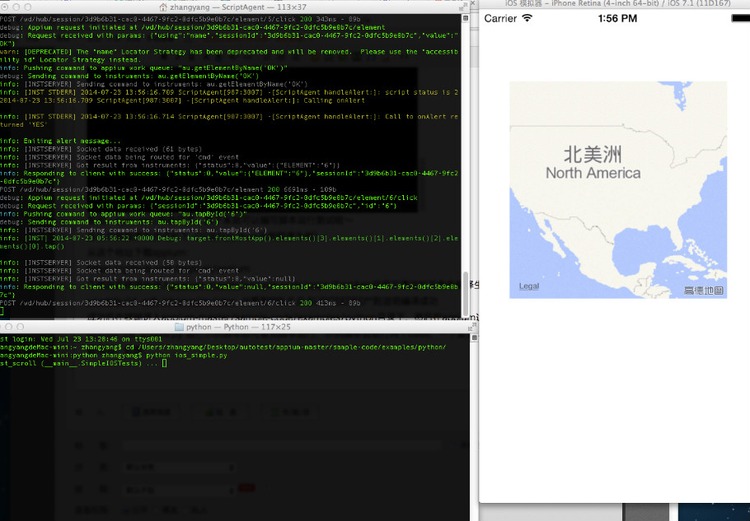 zhangyang — ScriptAgent — 113×37
POST /wd/hub/session/3d9b6b31-cac0-4467-9fc2-0dfc5b9e8b7c/element/5/click 200 343ms - 89b
debug: Appium request initiated at /wd/hub/session/3d9b6b31-cac0-4467-9fc2-0dfc5b9e8b7c/element
debug: Request received with params: {"using":"name","sessionId":"3d9b6b31-cac0-4467-9fc2-0dfc5b9e8b7c","value":"
OK"}
warn: [DEPRECATED] The "name" Locator Strategy has been deprecated and will be removed.  Please use the "accessib
ility id" Locator Strategy instead.
info: Pushing command to appium work queue: "au.getElementByName('OK')"
debug: Sending command to instruments: au.getElementByName('OK')
info: [INSTSERVER] Sending command to instruments: au.getElementByName('OK')
info: [INST STDERR] 2014-07-23 13:56:16.709 ScriptAgent[987:3007] -[ScriptAgent handleAlert:]: script status is 2
2014-07-23 13:56:16.709 ScriptAgent[987:3007] -[ScriptAgent handleAlert:]: Calling onAlert
info: [INST STDERR] 2014-07-23 13:56:16.714 ScriptAgent[987:3007] -[ScriptAgent handleAlert:]: Call to onAlert re
turned 'YES'
info: Emiting alert message...
info: [INSTSERVER] Socket data received (65 bytes)
info: [INSTSERVER] Socket data being routed for 'cmd' event
info: [INSTSERVER] Got result from instruments: {"status":0,"value":{"ELEMENT":"6"}}
info: Responding to client with success: {"status":0,"value":{"ELEMENT":"6"},"sessionId":"3d9b6b31-cac0-4467-9fc2
-0dfc5b9e8b7c"}
POST /wd/hub/session/3d9b6b31-cac0-4467-9fc2-0dfc5b9e8b7c/element 200 6691ms - 109b
debug: Appium request initiated at /wd/hub/session/3d9b6b31-cac0-4467-9fc2-0dfc5b9e8b7c/element/6/click
debug: Request received with params: {"id":"6"}
info: Pushing command to appium work queue: "au.tapById('6')"
debug: Sending command to instruments: au.tapById('6')
info: [INSTSERVER] Sending command to instruments: au.tapById('6')
info: [INST] 2014-07-23 05:56:22 +0000 Debug: target.frontMostApp().elements()[3].elements()[1].elements()[2].ele
ments()[0].tap()
info: [INSTSERVER] Socket data received (50 bytes)
info: [INSTSERVER] Socket data being routed for 'cmd' event
info: [INSTSERVER] Got result from instruments: {"status":0,"value":null}
info: Responding to client with success: {"status":0,"value":null,"sessionId":"3d9b6b31-cac0-4467-9fc2-0dfc5b9e8b
7c"}
POST /wd/hub/session/3d9b6b31-cac0-4467-9fc2-0dfc5b9e8b7c/element/6/click 200 413ms - 89b
python — Python — 117×25
st login: Wed Jul 23 13:28:46 on ttys001
angyangdeMac-mini:~ zhangyang$ cd /Users/zhangyang/Desktop/autotest/appium-master/sample-code/examples/python/
angyangdeMac-mini:python zhangyang$ python ios_simple.py
st_scroll (__main__.SimpleIOSTests) ...
iOS 模拟器 - iPhone Retina (4-inch 64-bit) / iOS 7.1 (11D167)
Carrier 1:56 PM
北美洲
North America
Legal 高德地图